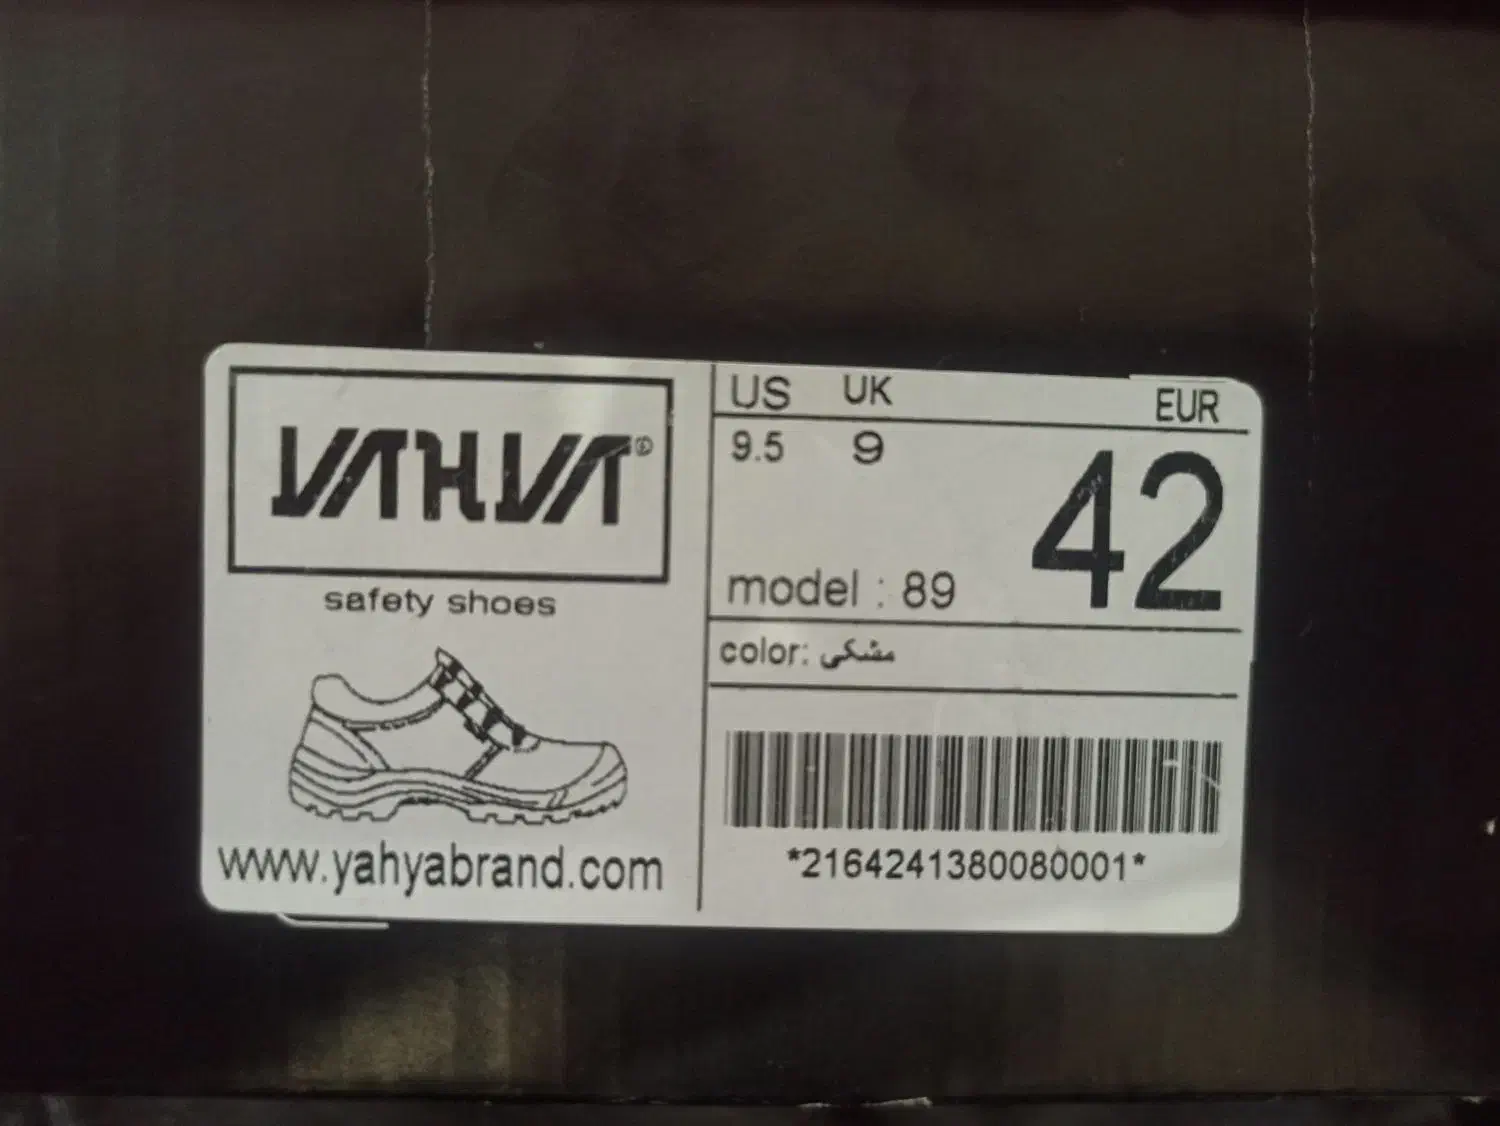 YAHYA®
safety shoes
www.yahyabrand.com
US UK EUR
9.5 9 42
model : 89
color: مشکی
*2164241380080001*